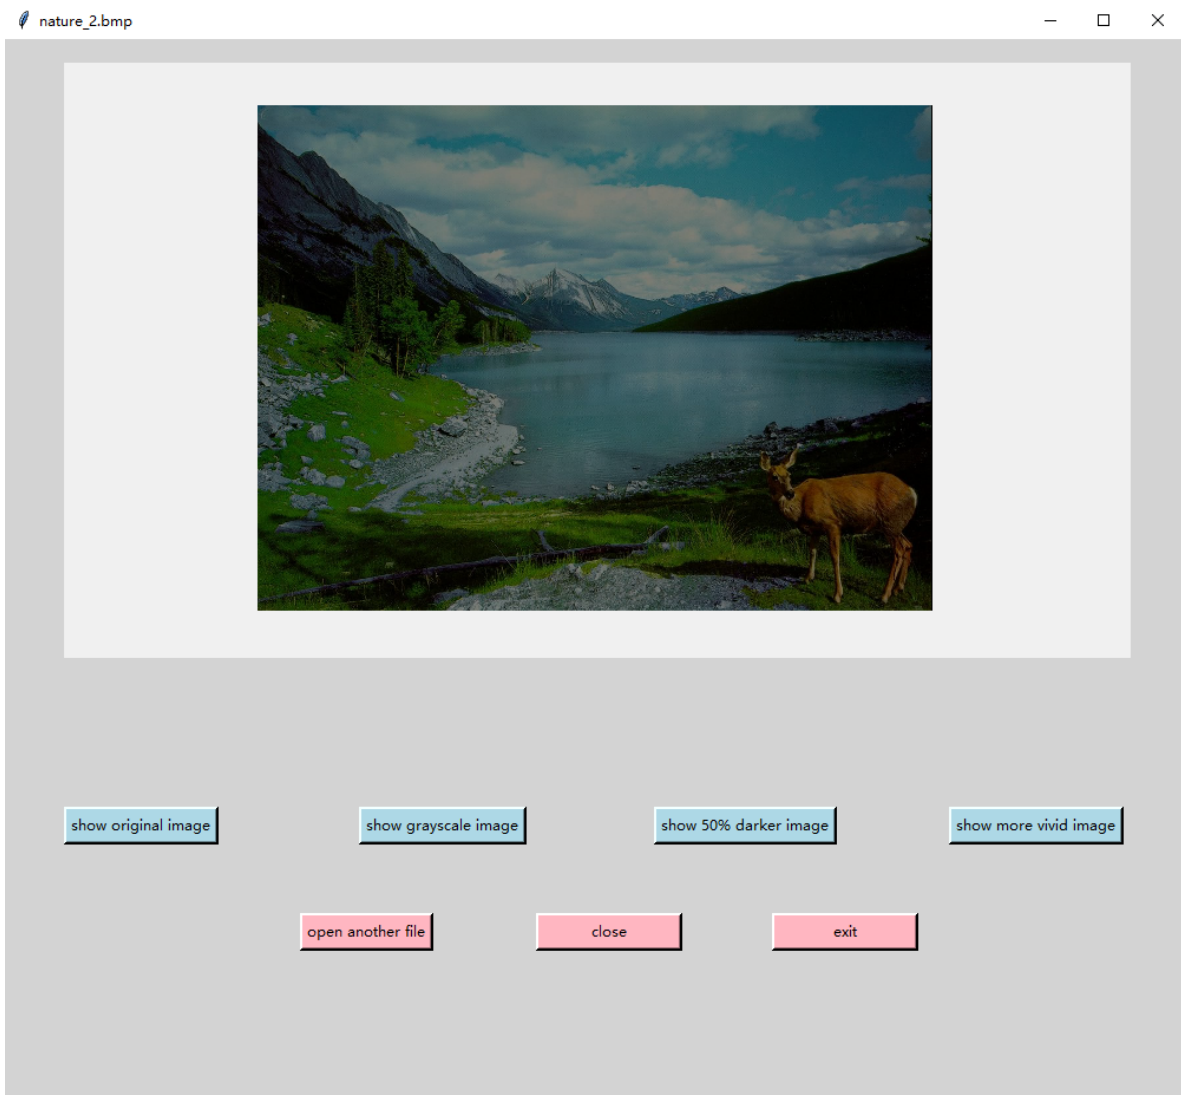 nature_2.bmp
show original image
show grayscale image
show 50% darker image
show more vivid image
open another file
close
exit